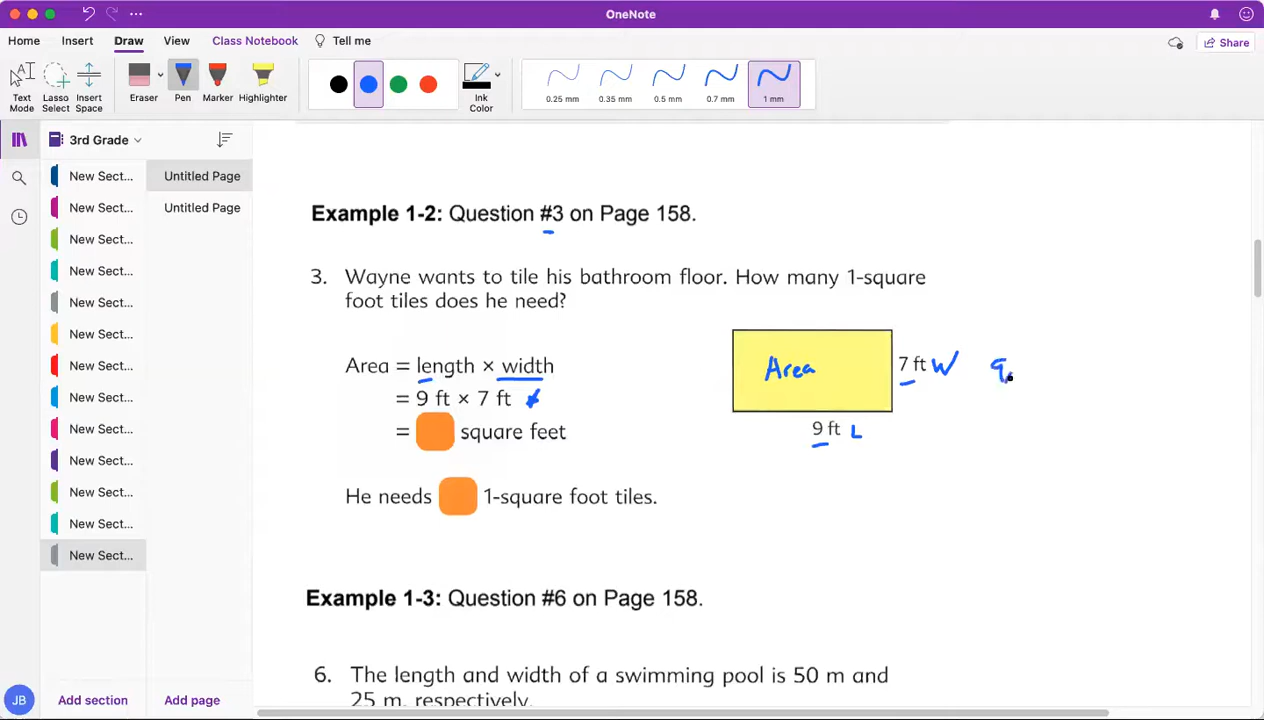 OneNote
Home Insert Draw View Class Notebook Tell me
Share
Text Mode
Lasso Select
Insert Space
Eraser
Pen
Marker
Highlighter
Ink Color
0.25 mm
0.35 mm
0.5 mm
0.7 mm
1 mm
3rd Grade
New Sect...
New Sect...
New Sect...
New Sect...
New Sect...
New Sect...
New Sect...
New Sect...
New Sect...
New Sect...
New Sect...
New Sect...
New Sect...
Untitled Page
Untitled Page
JB
Add section
Add page
Example 1-2: Question #3 on Page 158.
3. Wayne wants to tile his bathroom floor. How many 1-square
foot tiles does he need?
Area = length × width
= 9 ft × 7 ft
= square feet
He needs 1-square foot tiles.
Area
7 ft W
9 ft L
9
Example 1-3: Question #6 on Page 158.
6. The length and width of a swimming pool is 50 m and
25 m, respectively.